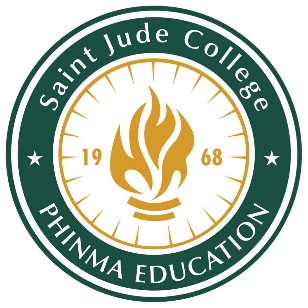 Saint Jude College
19 68
PHINMA EDUCATION